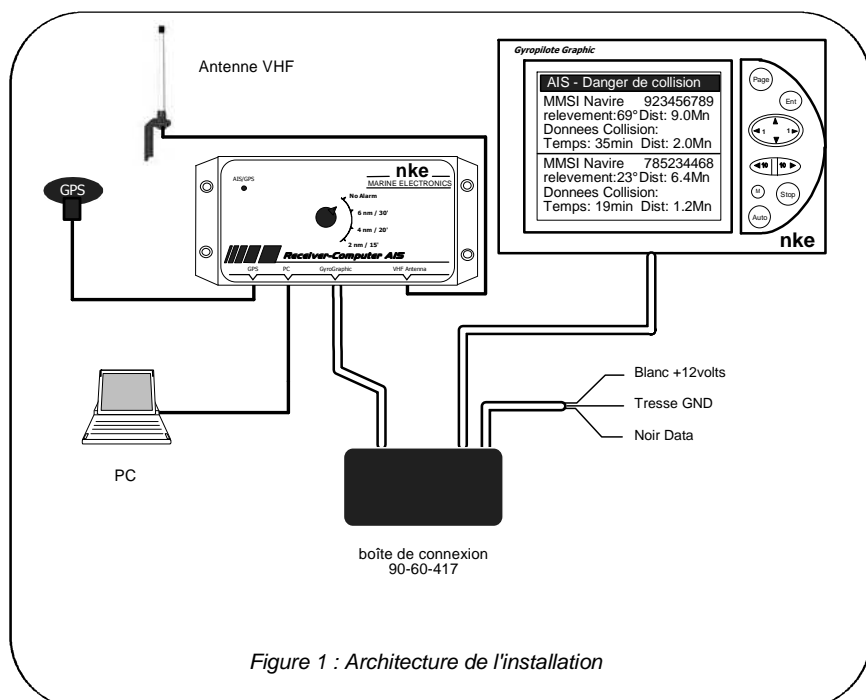 Antenne VHF
GPS
AIS/GPS
nke
MARINE ELECTRONICS
No Alarm
6 nm / 30'
4 nm / 20'
2 nm / 15'
Receiver-Computer AIS
GPS PC GyroGraphic VHF Antenna
Gyropilote Graphic
AIS - Danger de collision
MMSI Navire 923456789
relevement:69° Dist: 9.0Mn
Donnees Collision:
Temps: 35min Dist: 2.0Mn
MMSI Navire 785234468
relevement:23° Dist: 6.4Mn
Donnees Collision:
Temps: 19min Dist: 1.2Mn
Page
Ent
1 1
10 10
M
Stop
Auto
nke
PC
Blanc +12volts
Tresse GND
Noir Data
boîte de connexion
90-60-417
Figure 1 : Architecture de l'installation